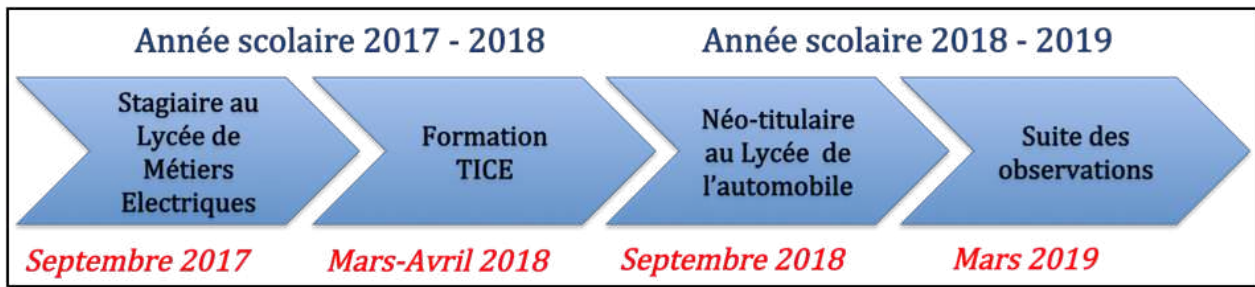 Année scolaire 2017 - 2018
Année scolaire 2018 - 2019
Stagiaire au
Lycée de
Métiers
Electriques
Formation
TICE
Néo-titulaire
au Lycée de
l'automobile
Suite des
observations
Septembre 2017
Mars-Avril 2018
Septembre 2018
Mars 2019